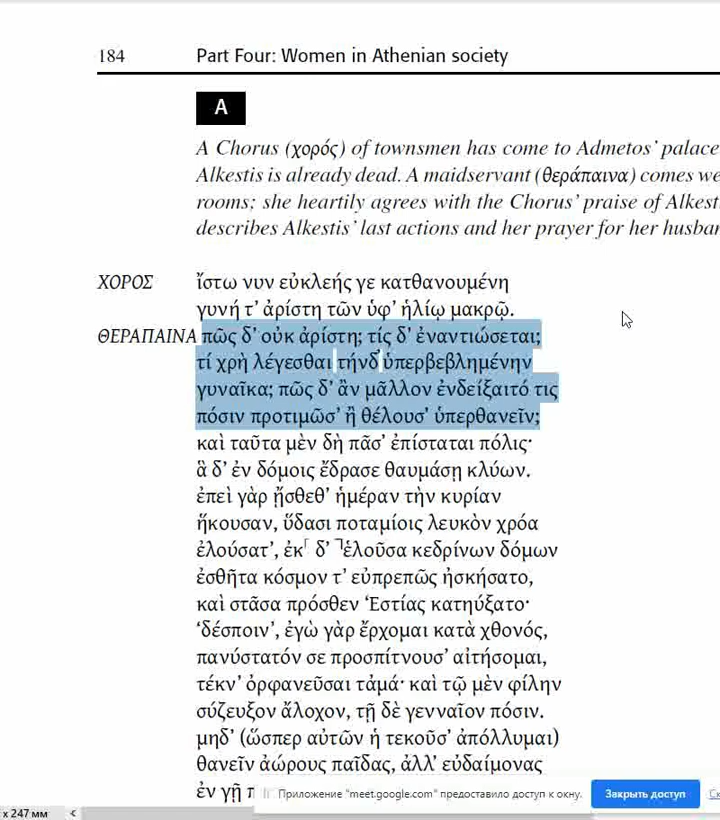 184 Part Four: Women in Athenian society
A
A Chorus (χορός) of townsmen has come to Admetos' palace
Alkestis is already dead. A maidservant (θεράπαινα) comes we
rooms; she heartily agrees with the Chorus' praise of Alkest
describes Alkestis' last actions and her prayer for her husba
ΧΟΡΟΣ ἴστω νυν εὐκλεής γε κατθανουμένη
γυνή τ' ἀρίστη τῶν ὑφ' ἡλίῳ μακρῷ.
ΘΕΡΑΠΑΙΝΑ πῶς δ' οὐκ ἀρίστη; τίς δ' ἐναντιώσεται;
τί χρὴ λέγεσθαι τήνδ' ὑπερβεβλημένην
γυναῖκα; πῶς δ' ἂν μᾶλλον ἐνδείξαιτό τις
πόσιν προτιμῶσ' ἢ θέλουσ' ὑπερθανεῖν;
καὶ ταῦτα μὲν δὴ πᾶσ' ἐπίσταται πόλις·
ἃ δ' ἐν δόμοις ἔδρασε θαυμάσῃ κλύων.
ἐπεὶ γὰρ ᾔσθεθ' ἡμέραν τὴν κυρίαν
ἥκουσαν, ὕδασι ποταμίοις λευκὸν χρόα
ἐλούσατ', ἐκ⸢ δ' ⸣ἑλοῦσα κεδρίνων δόμων
ἐσθῆτα κόσμον τ' εὐπρεπῶς ἠσκήσατο,
καὶ στᾶσα πρόσθεν Ἑστίας κατηύξατο·
'δέσποιν', ἐγὼ γὰρ ἔρχομαι κατὰ χθονός,
πανύστατόν σε προσπίτνουσ' αἰτήσομαι,
τέκν' ὀρφανεῦσαι τἀμά· καὶ τῷ μὲν φίλην
σύζευξον ἄλοχον, τῇ δὲ γενναῖον πόσιν.
μηδ' (ὥσπερ αὐτῶν ἡ τεκοῦσ' ἀπόλλυμαι)
θανεῖν ἀώρους παῖδας, ἀλλ' εὐδαίμονας
ἐν γῇ π
Приложение "meet.google.com" предоставило доступ к окну. Закрыть доступ Ск
x 247 мм